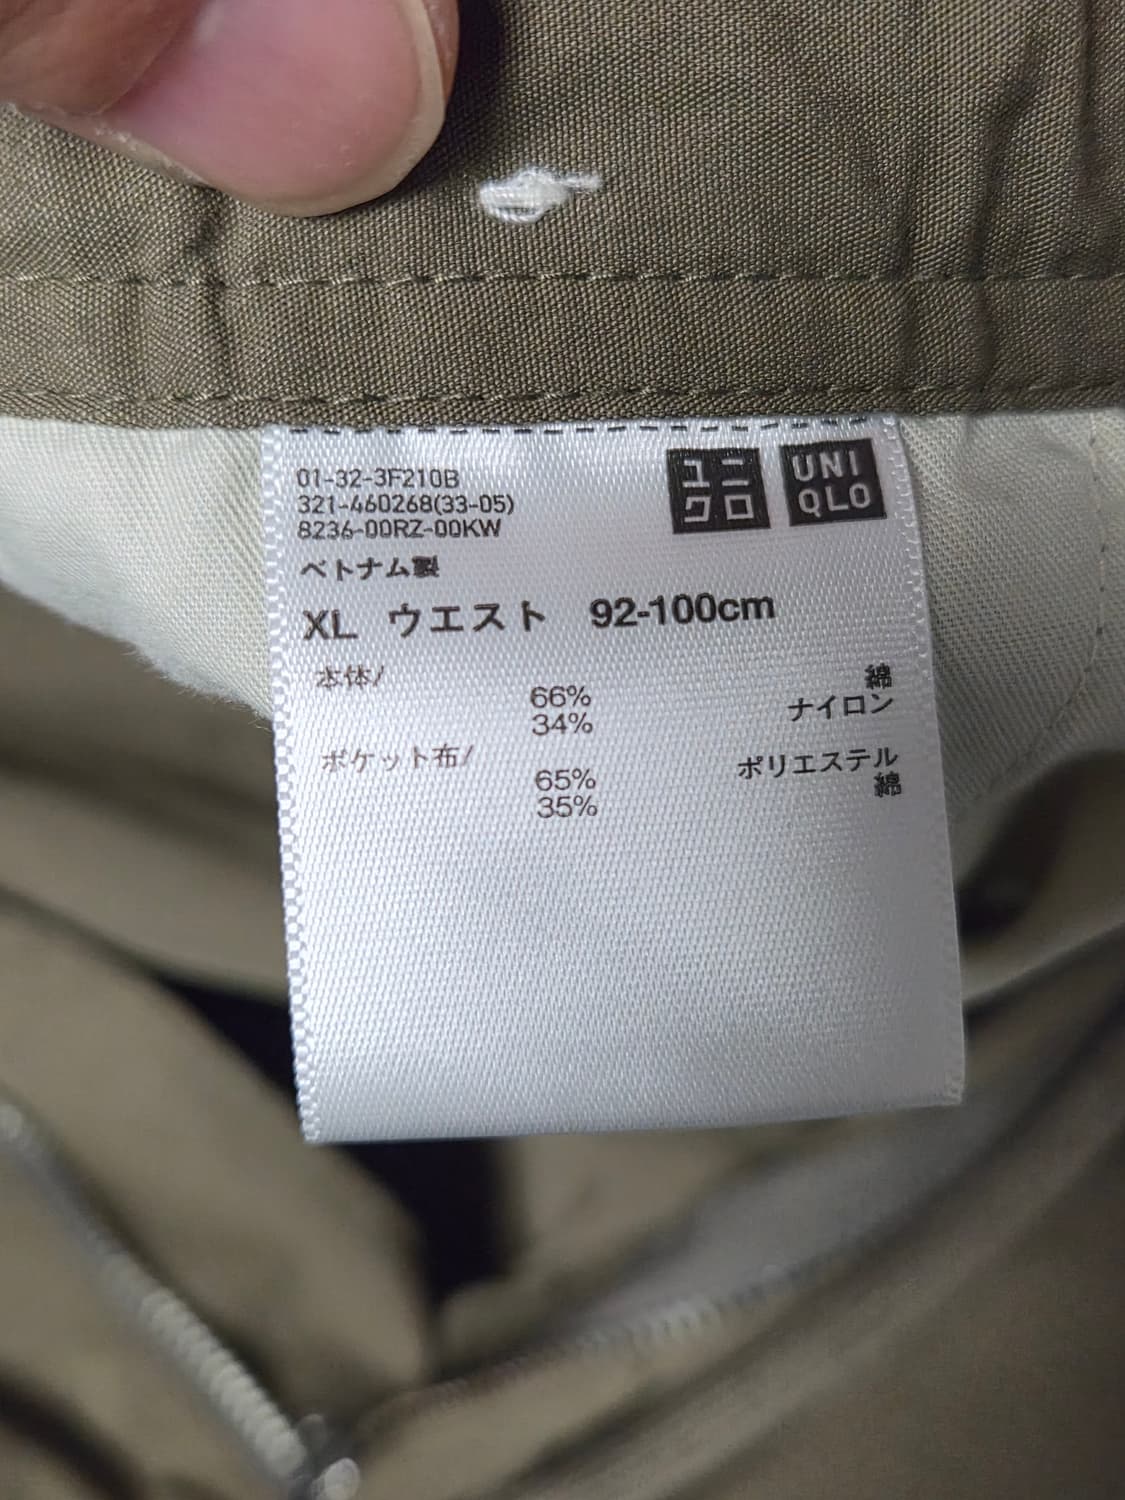 01-32-3F210B
321-460268(33-05)
8236-00RZ-00KW
ユニ
クロ
UNI
QLO
ベトナム製
XL ウエスト 92-100cm
本体/
66% 綿
34% ナイロン
ポケット布/
65% ポリエステル
35% 綿